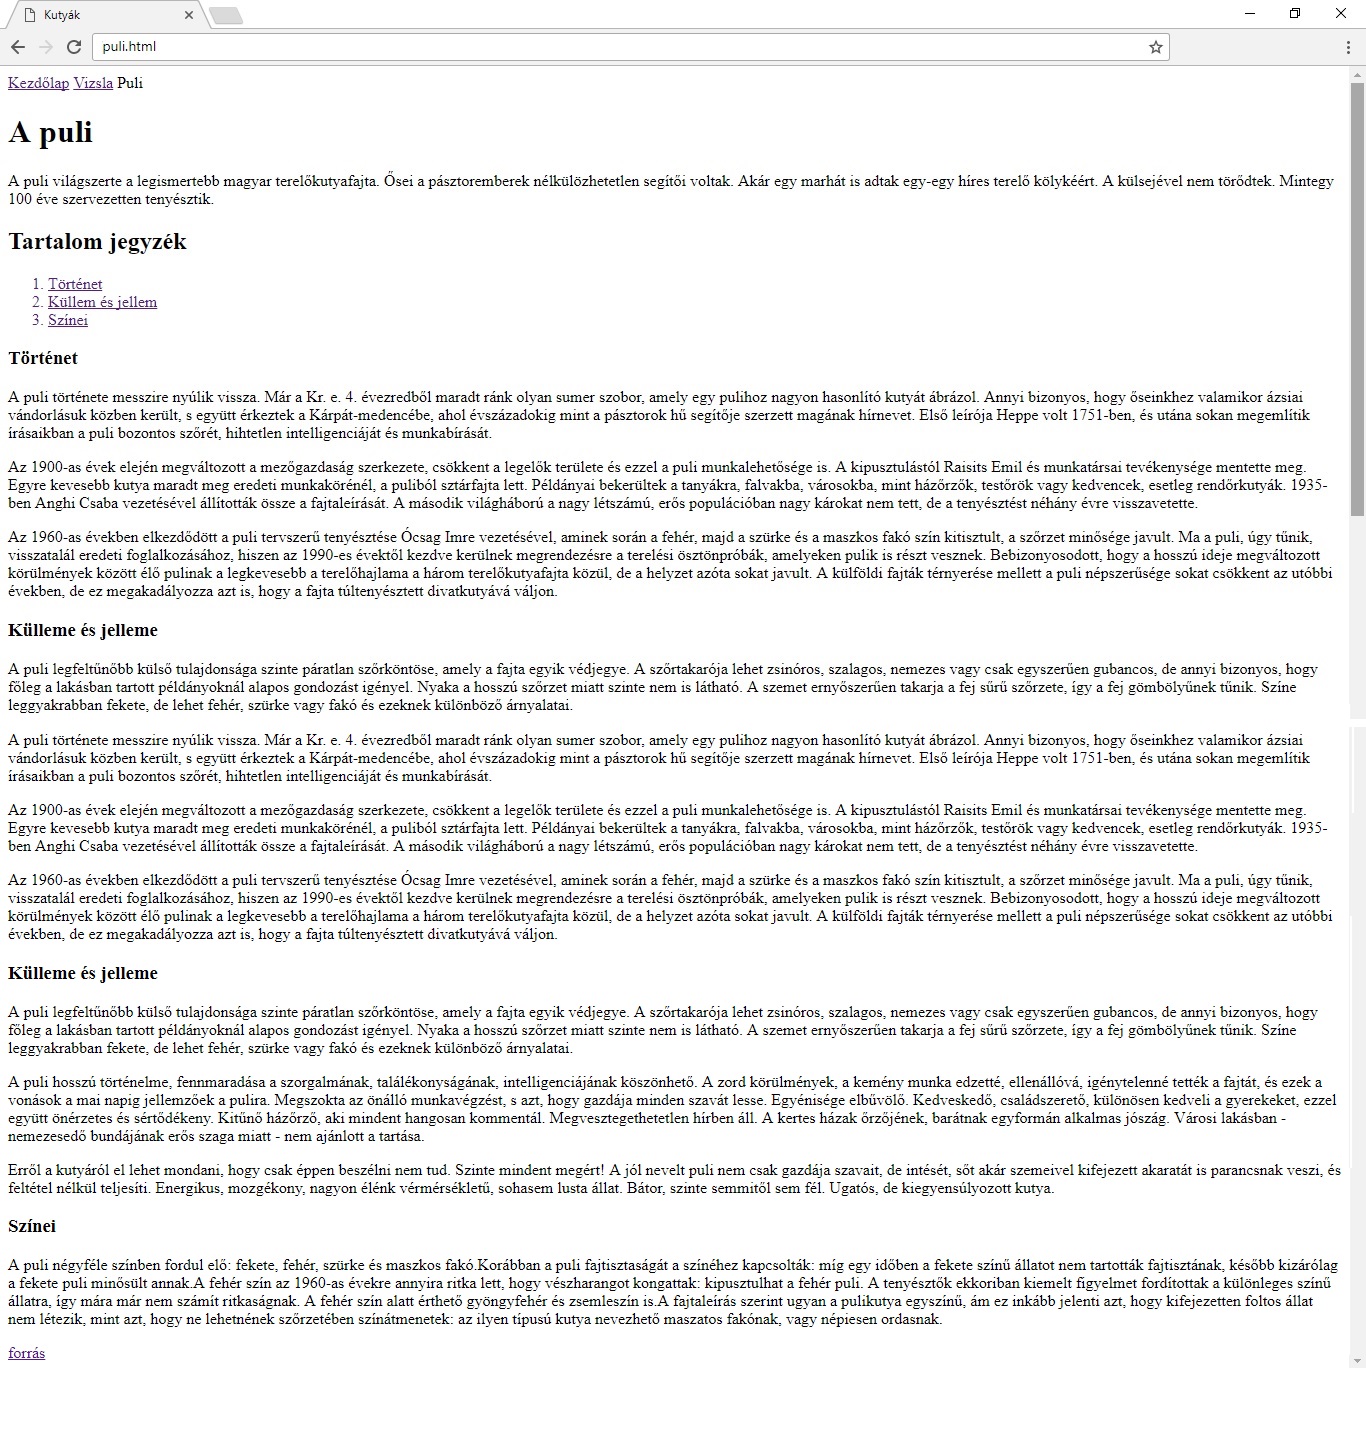 Kutyák
puli.html
Kezdőlap Vizsla Puli
A puli
A puli világszerte a legismertebb magyar terelőkutyafajta. Ősei a pásztoremberek nélkülözhetetlen segítői voltak. Akár egy marhát is adtak egy-egy híres terelő kölykéért. A külsejével nem törődtek. Mintegy
100 éve szervezetten tenyésztik.
Tartalom jegyzék
1. Történet
2. Küllem és jellem
3. Színei
Történet
A puli története messzire nyúlik vissza. Már a Kr. e. 4. évezredből maradt ránk olyan sumer szobor, amely egy pulihoz nagyon hasonlító kutyát ábrázol. Annyi bizonyos, hogy őseinkhez valamikor ázsiai
vándorlásuk közben került, s együtt érkeztek a Kárpát-medencébe, ahol évszázadokig mint a pásztorok hű segítője szerzett magának hírnevet. Első leírója Heppe volt 1751-ben, és utána sokan megemlítik
írásaikban a puli bozontos szőrét, hihtetlen intelligenciáját és munkabírását.
Az 1900-as évek elején megváltozott a mezőgazdaság szerkezete, csökkent a legelők területe és ezzel a puli munkalehetősége is. A kipusztulástól Raisits Emil és munkatársai tevékenysége mentette meg.
Egyre kevesebb kutya maradt meg eredeti munkakörénél, a puliból sztárfajta lett. Példányai bekerültek a tanyákra, falvakba, városokba, mint házőrzők, testőrök vagy kedvencek, esetleg rendőrkutyák. 1935-
ben Anghi Csaba vezetésével állították össze a fajtaleírását. A második világháború a nagy létszámú, erős populációban nagy károkat nem tett, de a tenyésztést néhány évre visszavetette.
Az 1960-as években elkezdődött a puli tervszerű tenyésztése Ócsag Imre vezetésével, aminek során a fehér, majd a szürke és a maszkos fakó szín kitisztult, a szőrzet minősége javult. Ma a puli, úgy tűnik,
visszatalál eredeti foglalkozásához, hiszen az 1990-es évektől kezdve kerülnek megrendezésre a terelési ösztönpróbák, amelyeken pulik is részt vesznek. Bebizonyosodott, hogy a hosszú ideje megváltozott
körülmények között élő pulinak a legkevesebb a terelőhajlama a három terelőkutyafajta közül, de a helyzet azóta sokat javult. A külföldi fajták térnyerése mellett a puli népszerűsége sokat csökkent az utóbbi
években, de ez megakadályozza azt is, hogy a fajta túltenyésztett divatkutyává váljon.
Külleme és jelleme
A puli legfeltűnőbb külső tulajdonsága szinte páratlan szőrköntöse, amely a fajta egyik védjegye. A szőrtakarója lehet zsinóros, szalagos, nemezes vagy csak egyszerűen gubancos, de annyi bizonyos, hogy
főleg a lakásban tartott példányoknál alapos gondozást igényel. Nyaka a hosszú szőrzet miatt szinte nem is látható. A szemet ernyőszerűen takarja a fej sűrű szőrzete, így a fej gömbölyűnek tűnik. Színe
leggyakrabban fekete, de lehet fehér, szürke vagy fakó és ezeknek különböző árnyalatai.
A puli története messzire nyúlik vissza. Már a Kr. e. 4. évezredből maradt ránk olyan sumer szobor, amely egy pulihoz nagyon hasonlító kutyát ábrázol. Annyi bizonyos, hogy őseinkhez valamikor ázsiai
vándorlásuk közben került, s együtt érkeztek a Kárpát-medencébe, ahol évszázadokig mint a pásztorok hű segítője szerzett magának hírnevet. Első leírója Heppe volt 1751-ben, és utána sokan megemlítik
írásaikban a puli bozontos szőrét, hihtetlen intelligenciáját és munkabírását.
Az 1900-as évek elején megváltozott a mezőgazdaság szerkezete, csökkent a legelők területe és ezzel a puli munkalehetősége is. A kipusztulástól Raisits Emil és munkatársai tevékenysége mentette meg.
Egyre kevesebb kutya maradt meg eredeti munkakörénél, a puliból sztárfajta lett. Példányai bekerültek a tanyákra, falvakba, városokba, mint házőrzők, testőrök vagy kedvencek, esetleg rendőrkutyák. 1935-
ben Anghi Csaba vezetésével állították össze a fajtaleírását. A második világháború a nagy létszámú, erős populációban nagy károkat nem tett, de a tenyésztést néhány évre visszavetette.
Az 1960-as években elkezdődött a puli tervszerű tenyésztése Ócsag Imre vezetésével, aminek során a fehér, majd a szürke és a maszkos fakó szín kitisztult, a szőrzet minősége javult. Ma a puli, úgy tűnik,
visszatalál eredeti foglalkozásához, hiszen az 1990-es évektől kezdve kerülnek megrendezésre a terelési ösztönpróbák, amelyeken pulik is részt vesznek. Bebizonyosodott, hogy a hosszú ideje megváltozott
körülmények között élő pulinak a legkevesebb a terelőhajlama a három terelőkutyafajta közül, de a helyzet azóta sokat javult. A külföldi fajták térnyerése mellett a puli népszerűsége sokat csökkent az utóbbi
években, de ez megakadályozza azt is, hogy a fajta túltenyésztett divatkutyává váljon.
Külleme és jelleme
A puli legfeltűnőbb külső tulajdonsága szinte páratlan szőrköntöse, amely a fajta egyik védjegye. A szőrtakarója lehet zsinóros, szalagos, nemezes vagy csak egyszerűen gubancos, de annyi bizonyos, hogy
főleg a lakásban tartott példányoknál alapos gondozást igényel. Nyaka a hosszú szőrzet miatt szinte nem is látható. A szemet ernyőszerűen takarja a fej sűrű szőrzete, így a fej gömbölyűnek tűnik. Színe
leggyakrabban fekete, de lehet fehér, szürke vagy fakó és ezeknek különböző árnyalatai.
A puli hosszú történelme, fennmaradása a szorgalmának, találékonyságának, intelligenciájának köszönhető. A zord körülmények, a kemény munka edzetté, ellenállóvá, igénytelenné tették a fajtát, és ezek a
vonások a mai napig jellemzőek a pulira. Megszokta az önálló munkavégzést, s azt, hogy gazdája minden szavát lesse. Egyénisége elbűvölő. Kedveskedő, családszerető, különösen kedveli a gyerekeket, ezzel
együtt önérzetes és sértődékeny. Kitűnő házőrző, aki mindent hangosan kommentál. Megvesztegethetetlen hírben áll. A kertes házak őrzőjének, barátnak egyformán alkalmas jószág. Városi lakásban -
nemezesedő bundájának erős szaga miatt - nem ajánlott a tartása.
Erről a kutyáról el lehet mondani, hogy csak éppen beszélni nem tud. Szinte mindent megért! A jól nevelt puli nem csak gazdája szavait, de intését, sőt akár szemeivel kifejezett akaratát is parancsnak veszi, és
feltétel nélkül teljesíti. Energikus, mozgékony, nagyon élénk vérmérsékletű, sohasem lusta állat. Bátor, szinte semmitől sem fél. Ugatós, de kiegyensúlyozott kutya.
Színei
A puli négyféle színben fordul elő: fekete, fehér, szürke és maszkos fakó.Korábban a puli fajtisztaságát a színéhez kapcsolták: míg egy időben a fekete színű állatot nem tartották fajtisztának, később kizárólag
a fekete puli minősült annak.A fehér szín az 1960-as évekre annyira ritka lett, hogy vészharangot kongattak: kipusztulhat a fehér puli. A tenyésztők ekkoriban kiemelt figyelmet fordítottak a különleges színű
állatra, így mára már nem számít ritkaságnak. A fehér szín alatt érthető gyöngyfehér és zsemleszín is.A fajtaleírás szerint ugyan a pulikutya egyszínű, ám ez inkább jelenti azt, hogy kifejezetten foltos állat
nem létezik, mint azt, hogy ne lehetnének szőrzetében színátmenetek: az ilyen típusú kutya nevezhető maszatos fakónak, vagy népiesen ordasnak.
forrás